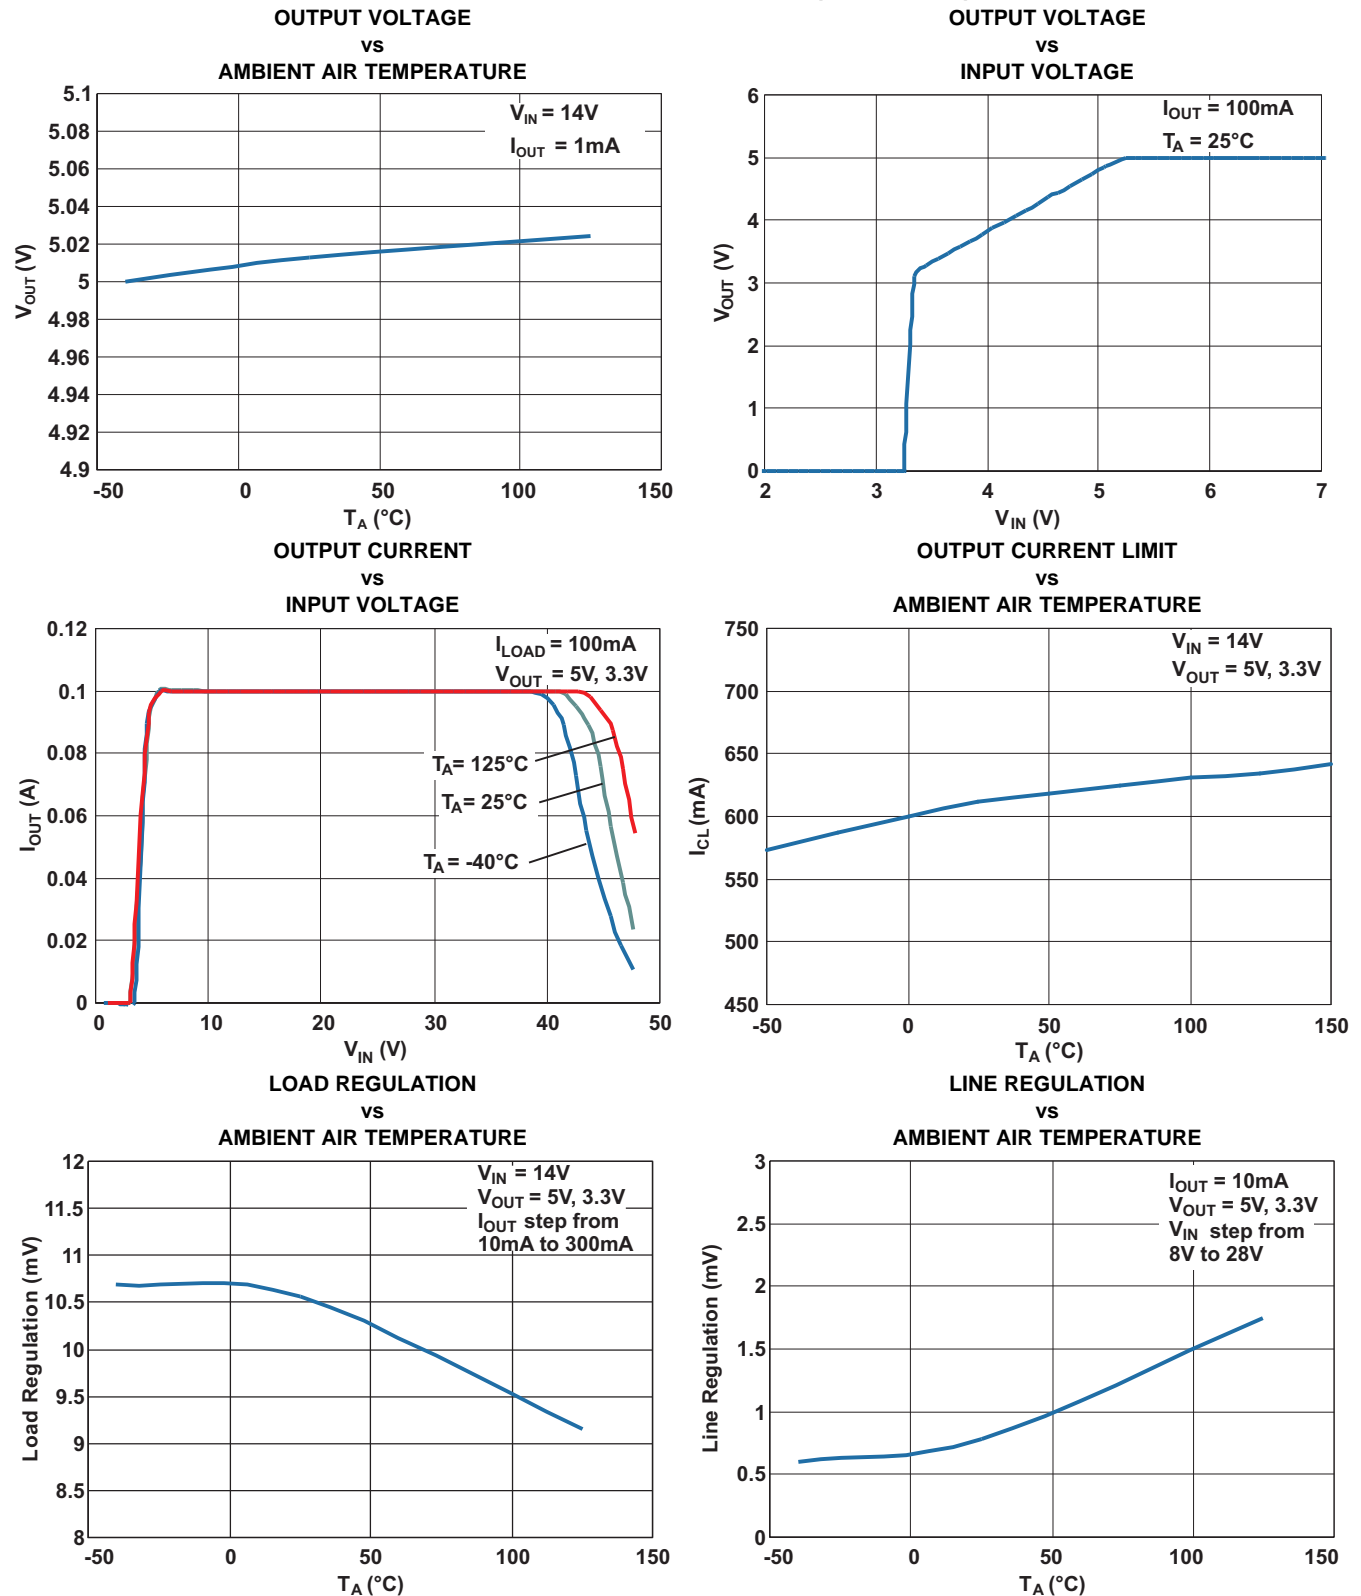 OUTPUT VOLTAGE
vs
AMBIENT AIR TEMPERATURE
5.1
5.08
5.06
5.04
5.02
5
4.98
4.96
4.94
4.92
4.9
VOUT (V)
VIN = 14V
IOUT = 1mA
-50
0
50
100
150
TA (°C)
OUTPUT VOLTAGE
vs
INPUT VOLTAGE
6
5
4
3
2
1
0
VOUT (V)
IOUT = 100mA
TA = 25°C
2
3
4
5
6
7
VIN (V)
OUTPUT CURRENT
vs
INPUT VOLTAGE
0.12
0.1
0.08
0.06
0.04
0.02
0
IOUT (A)
ILOAD = 100mA
VOUT = 5V, 3.3V
TA = 125°C
TA = 25°C
TA = -40°C
0
10
20
30
40
50
VIN (V)
OUTPUT CURRENT LIMIT
vs
AMBIENT AIR TEMPERATURE
750
700
650
600
550
500
450
ICL (mA)
VIN = 14V
VOUT = 5V, 3.3V
-50
0
50
100
150
TA (°C)
LOAD REGULATION
vs
AMBIENT AIR TEMPERATURE
12
11.5
11
10.5
10
9.5
9
8.5
8
Load Regulation (mV)
VIN = 14V
VOUT = 5V, 3.3V
IOUT step from
10mA to 300mA
-50
0
50
100
150
TA (°C)
LINE REGULATION
vs
AMBIENT AIR TEMPERATURE
3
2.5
2
1.5
1
0.5
0
Line Regulation (mV)
IOUT = 10mA
VOUT = 5V, 3.3V
VIN step from
8V to 28V
-50
0
50
100
150
TA (°C)